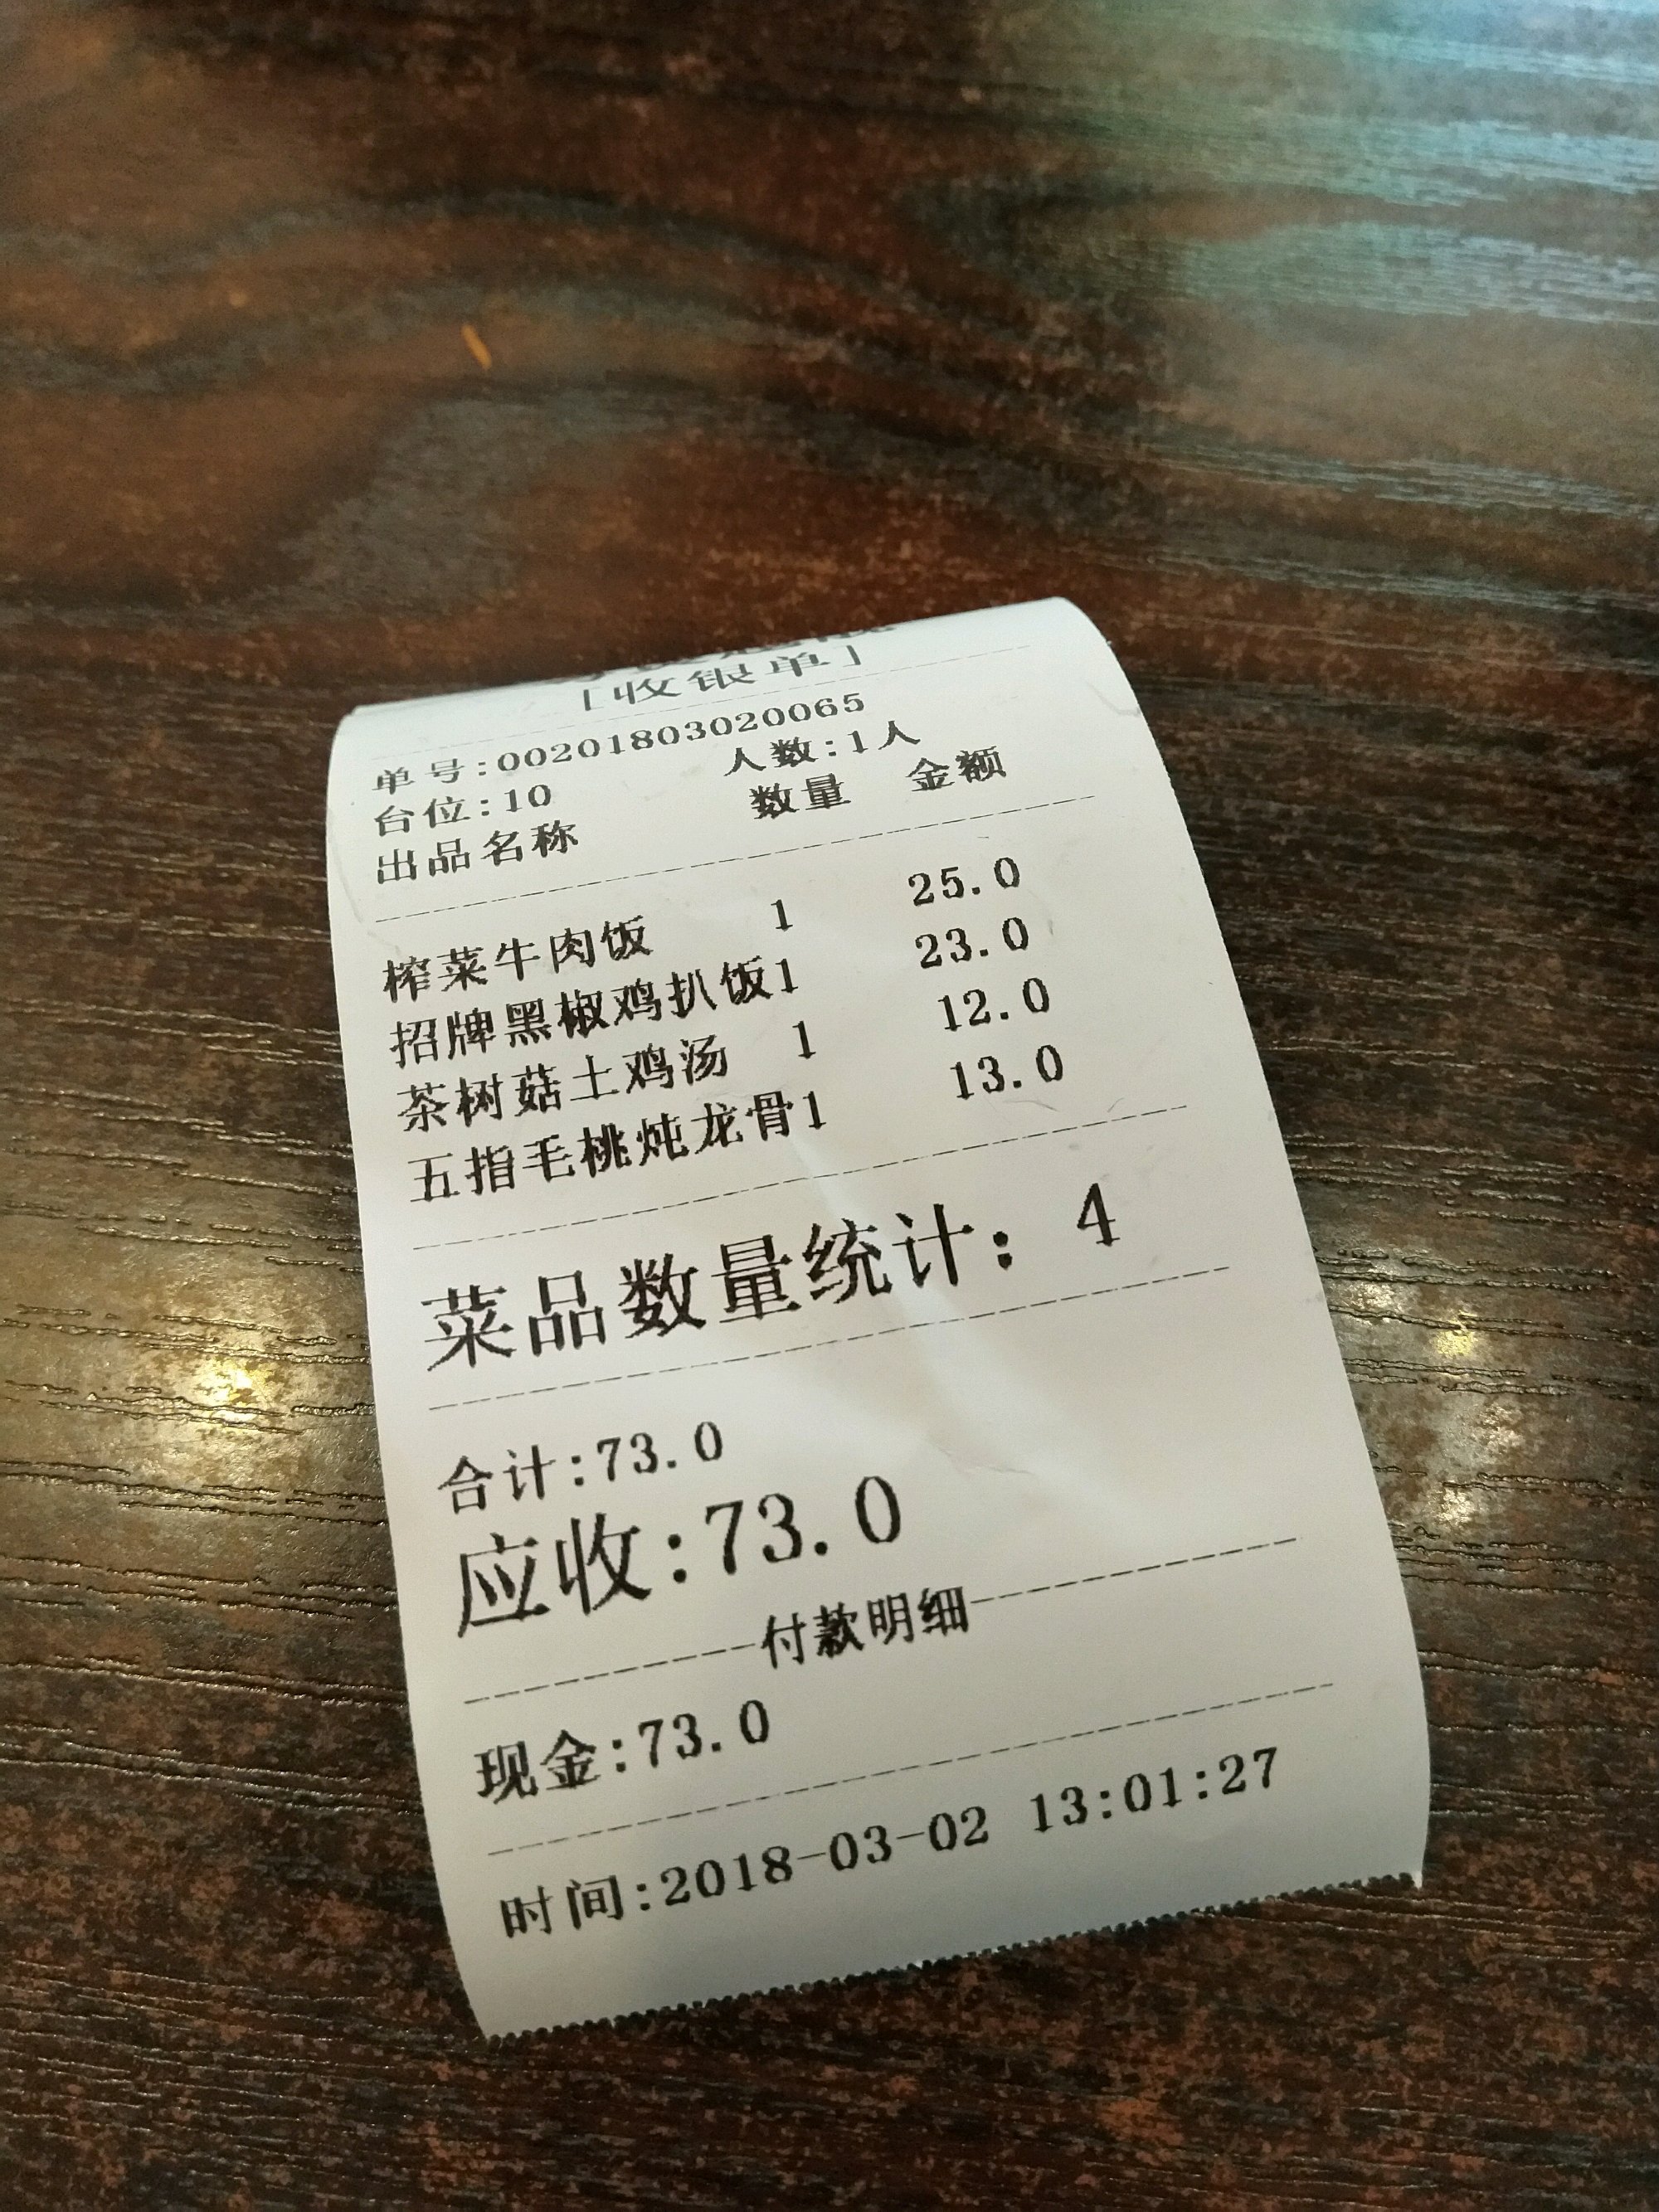 「收银单」
单号:00201803020065
台位:10 人数:1人
出品名称 数量 金额
榨菜牛肉饭 1 25.0
招牌黑椒鸡扒饭1 23.0
茶树菇土鸡汤 1 12.0
五指毛桃炖龙骨1 13.0
菜品数量统计: 4
合计:73.0
应收:73.0
付款明细
现金:73.0
时间:2018-03-02 13:01:27